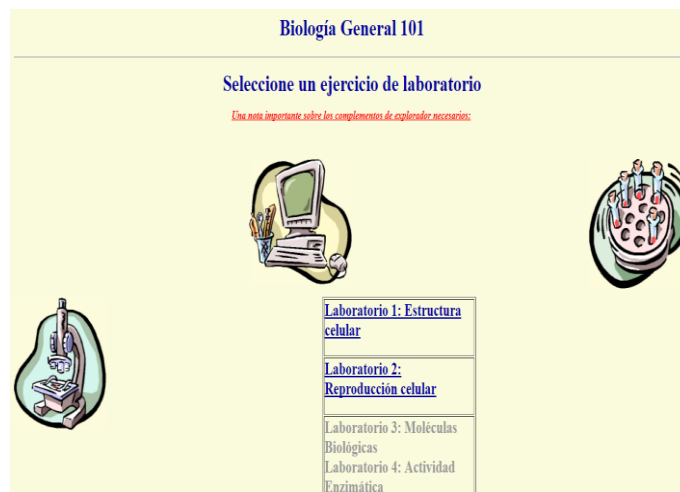 Biología General 101
Seleccione un ejercicio de laboratorio
Una nota importante sobre los complementos de explorador necesarios:
Laboratorio 1: Estructura
celular
Laboratorio 2:
Reproducción celular
Laboratorio 3: Moléculas
Biológicas
Laboratorio 4: Actividad
Enzimática